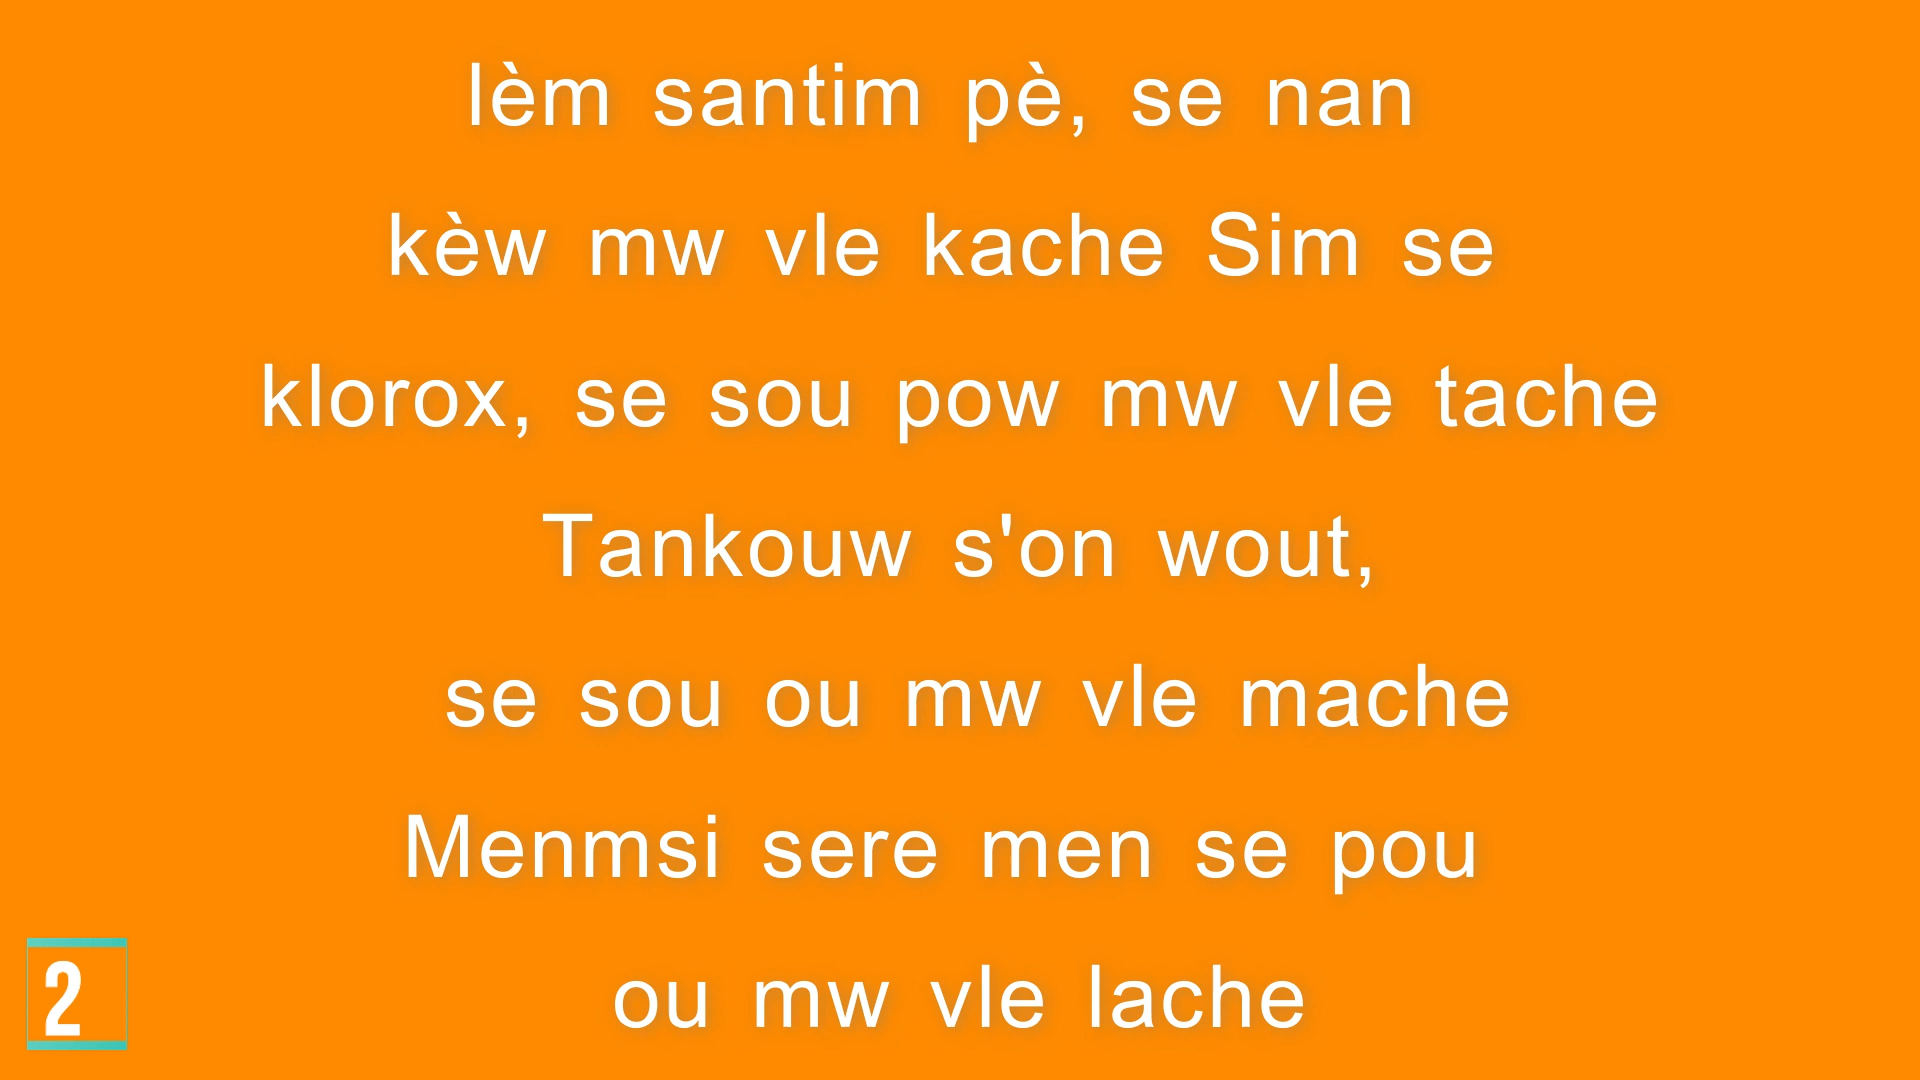 lèm santim pè, se nan
kèw mw vle kache Sim se
klorox, se sou pow mw vle tache
Tankouw s'on wout,
se sou ou mw vle mache
Menmsi sere men se pou
ou mw vle lache
2